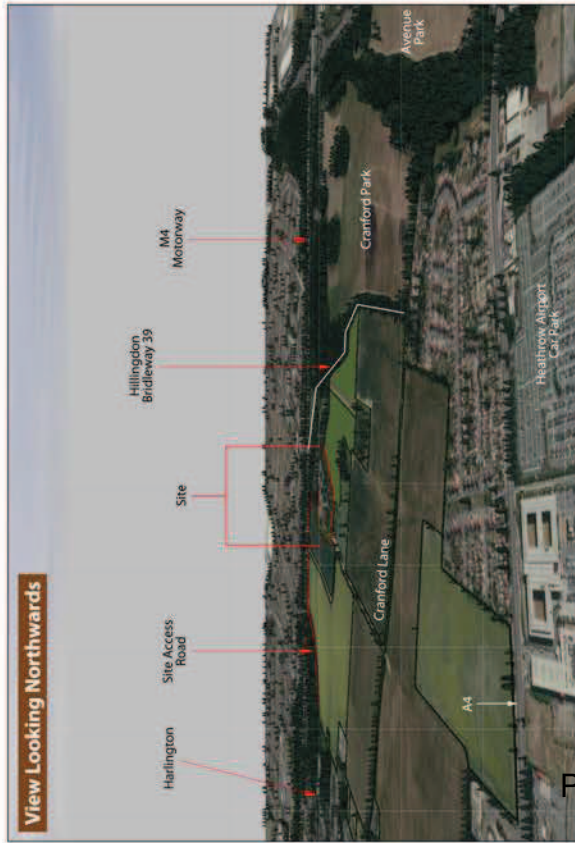 View Looking Northwards
Harlington
Site Access
Road
Site
Hillingdon
Bridleway 39
M4
Motorway
Cranford Park
Avenue
Park
Cranford Lane
A4
Heathrow Airport
Car Park
P